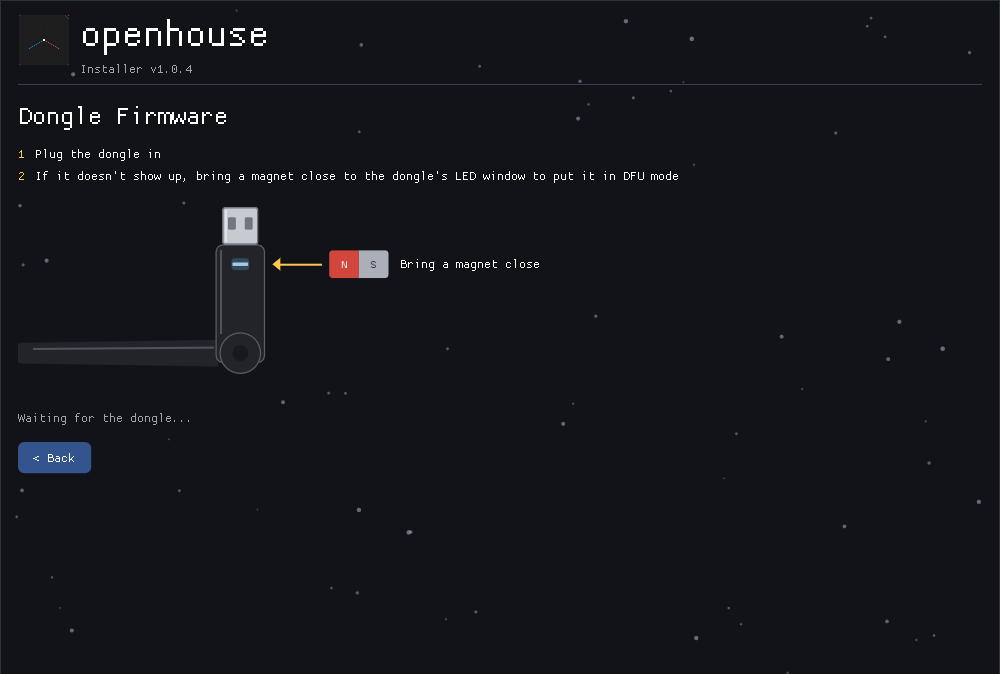 openhouse
Installer v1.0.4
Dongle Firmware
1 Plug the dongle in
2 If it doesn't show up, bring a magnet close to the dongle's LED window to put it in DFU mode
N S Bring a magnet close
Waiting for the dongle...
< Back